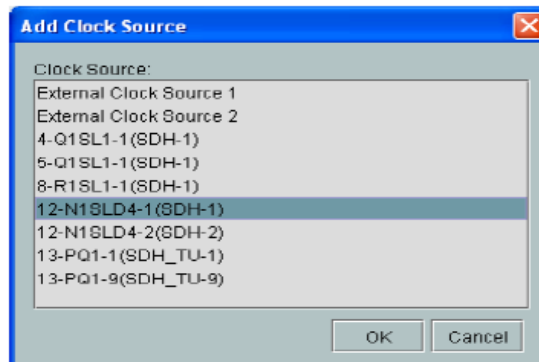 Add Clock Source
Clock Source:
External Clock Source 1
External Clock Source 2
4-Q1SL1-1(SDH-1)
5-Q1SL1-1(SDH-1)
8-R1SL1-1(SDH-1)
12-N1SLD4-1(SDH-1)
12-N1SLD4-2(SDH-2)
13-PQ1-1(SDH_TU-1)
13-PQ1-9(SDH_TU-9)
OK
Cancel